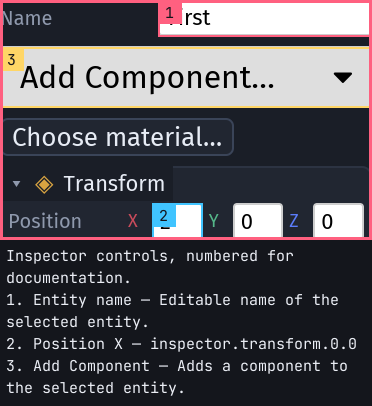 Name
1
rst
3
Add Component...
Choose material...
Transform
Position X 2 Y 0 Z 0
Inspector controls, numbered for
documentation.
1. Entity name — Editable name of the
selected entity.
2. Position X — inspector.transform.0.0
3. Add Component — Adds a component to
the selected entity.